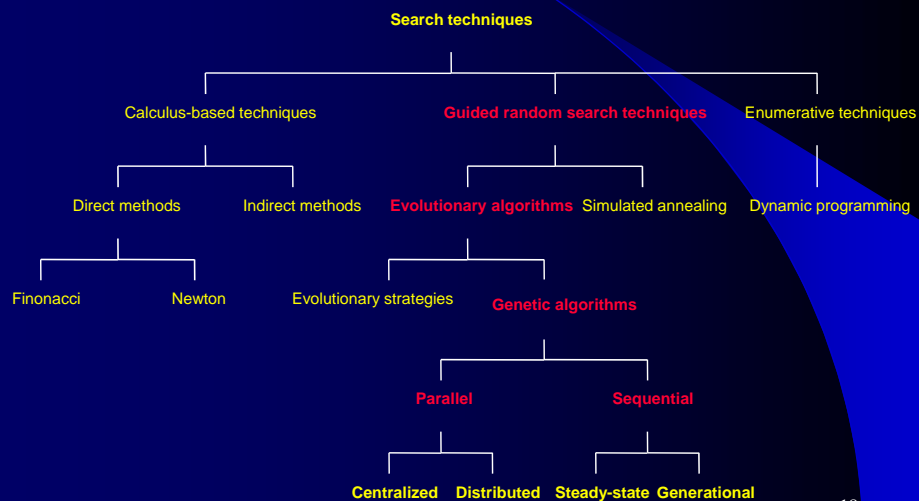 Search techniques
Calculus-based techniques Guided random search techniques Enumerative techniques
Direct methods Indirect methods Evolutionary algorithms Simulated annealing Dynamic programming
Finonacci Newton Evolutionary strategies Genetic algorithms
Parallel Sequential
Centralized Distributed Steady-state Generational